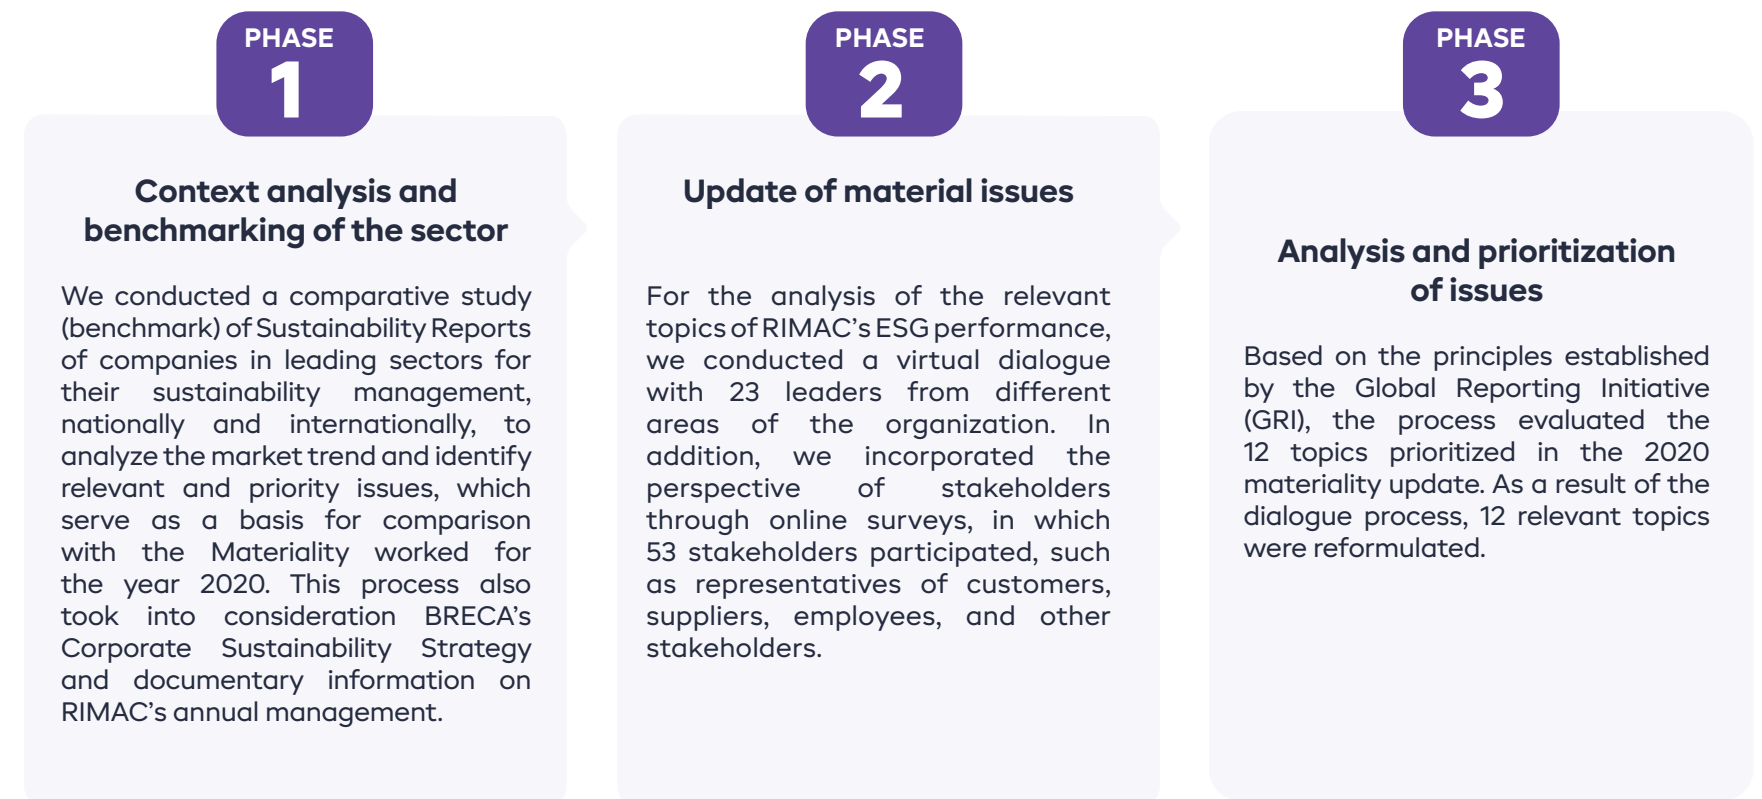 PHASE
1
Context analysis and
benchmarking of the sector
We conducted a comparative study
(benchmark) of Sustainability Reports
of companies in leading sectors for
their sustainability management,
nationally and internationally, to
analyze the market trend and identify
relevant and priority issues, which
serve as a basis for comparison
with the Materiality worked for
the year 2020. This process also
took into consideration BRECA’s
Corporate Sustainability Strategy
and documentary information on
RIMAC’s annual management.
PHASE
2
Update of material issues
For the analysis of the relevant
topics of RIMAC’s ESG performance,
we conducted a virtual dialogue
with 23 leaders from different
areas of the organization. In
addition, we incorporated the
perspective of stakeholders
through online surveys, in which
53 stakeholders participated, such
as representatives of customers,
suppliers, employees, and other
stakeholders.
PHASE
3
Analysis and prioritization
of issues
Based on the principles established
by the Global Reporting Initiative
(GRI), the process evaluated the
12 topics prioritized in the 2020
materiality update. As a result of the
dialogue process, 12 relevant topics
were reformulated.